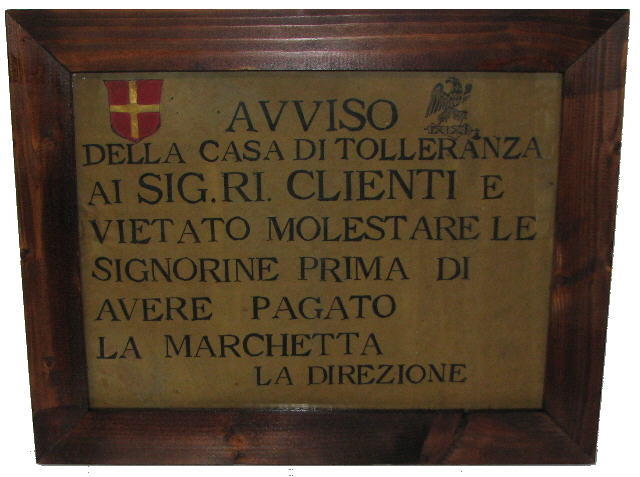 AVVISO
DELLA CASA DI TOLLERANZA
AI SIG.RI. CLIENTI E
VIETATO MOLESTARE LE
SIGNORINE PRIMA DI
AVERE PAGATO
LA MARCHETTA
LA DIREZIONE